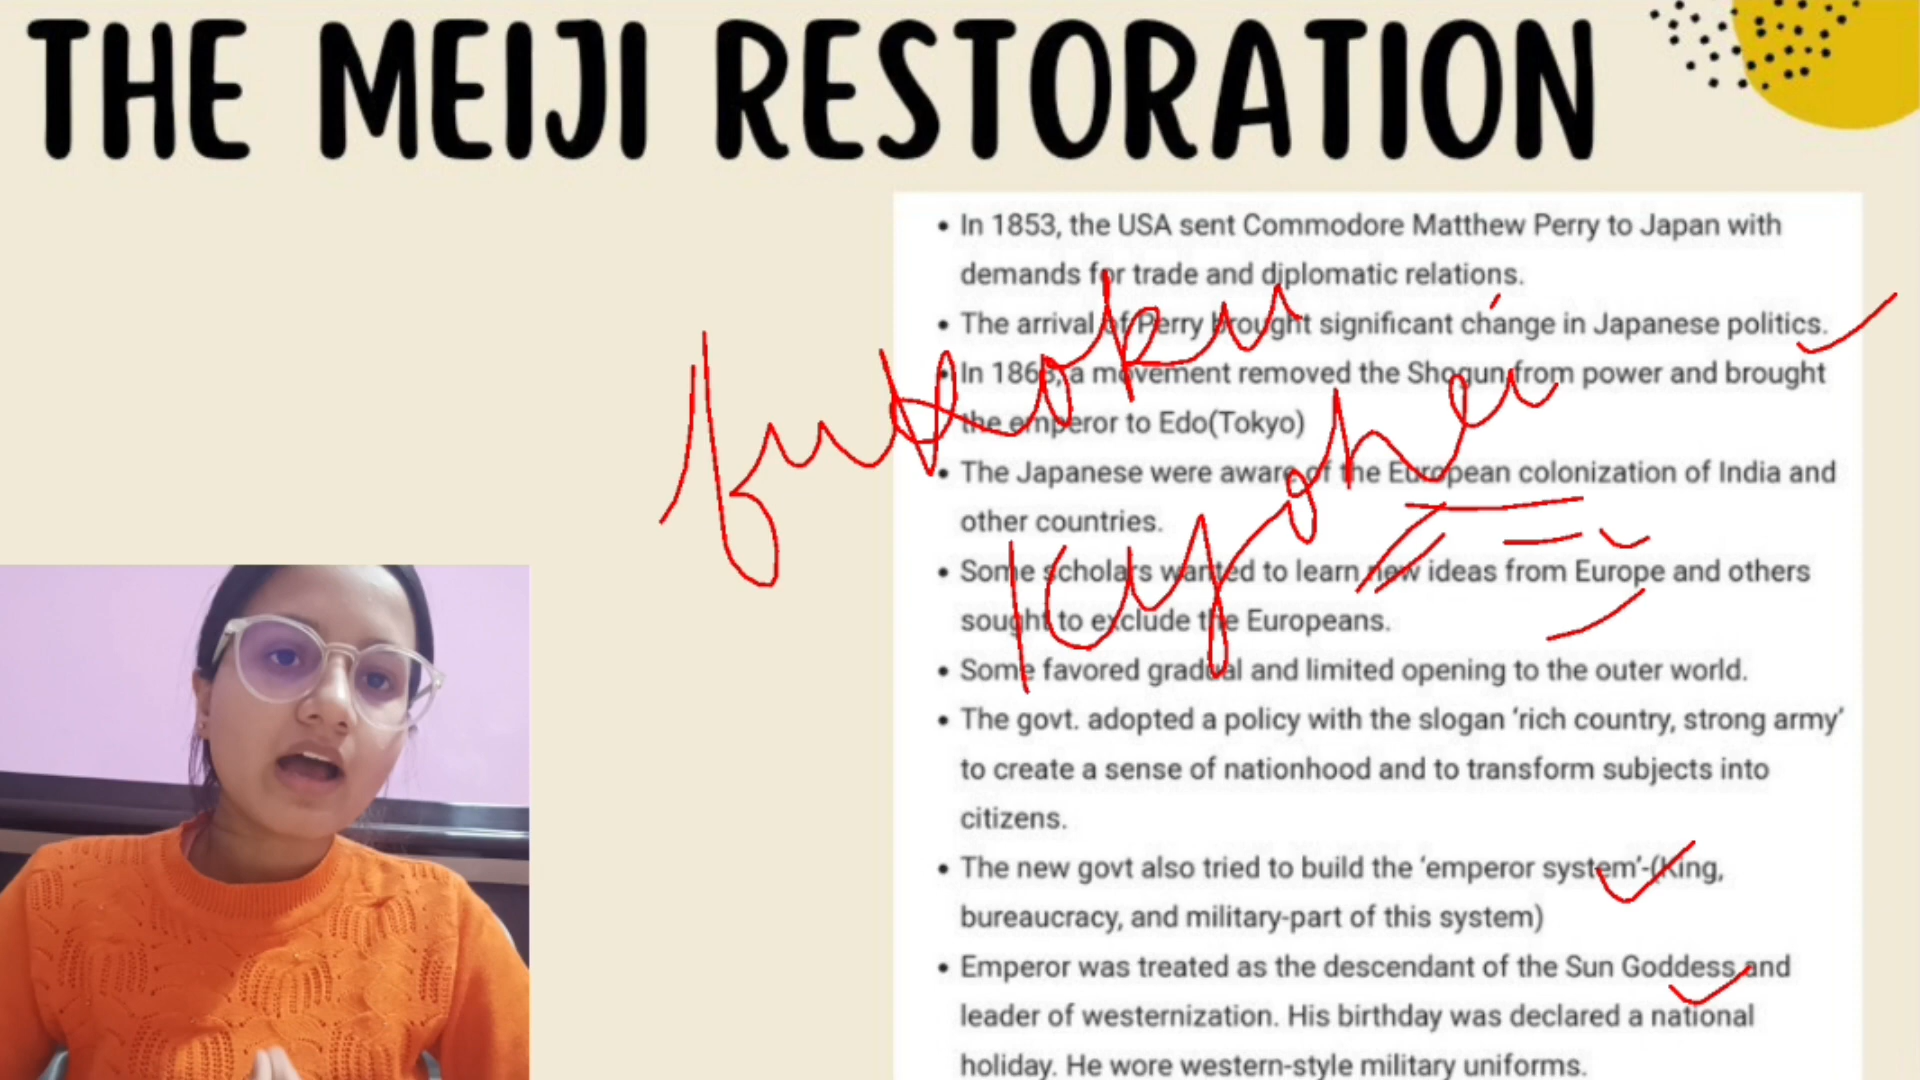 THE MEIJI RESTORATION
• In 1853, the USA sent Commodore Matthew Perry to Japan with
demands for trade and diplomatic relations.
• The arrival of Perry brought significant change in Japanese politics.
• In 1868, a movement removed the Shogun from power and brought
the emperor to Edo(Tokyo)
• The Japanese were aware of the European colonization of India and
other countries.
• Some scholars wanted to learn new ideas from Europe and others
sought to exclude the Europeans.
• Some favored gradual and limited opening to the outer world.
• The govt. adopted a policy with the slogan ‘rich country, strong army’
to create a sense of nationhood and to transform subjects into
citizens.
• The new govt also tried to build the ‘emperor system’-(King,
bureaucracy, and military-part of this system)
• Emperor was treated as the descendant of the Sun Goddess and
leader of westernization. His birthday was declared a national
holiday. He wore western-style military uniforms.
Kyohei